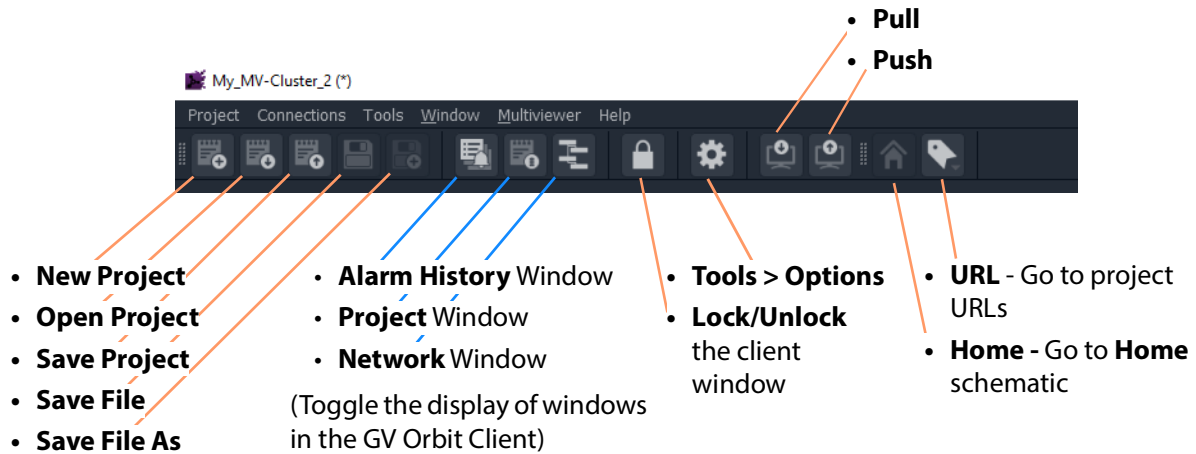 • Pull
• Push
My_MV-Cluster_2 (*)
Project Connections Tools Window Multiviewer Help
• New Project
• Open Project
• Save Project
• Save File
• Save File As
• Alarm History Window
• Project Window
• Network Window
(Toggle the display of windows
in the GV Orbit Client)
• Tools > Options
• Lock/Unlock
the client
window
• URL - Go to project
URLs
• Home - Go to Home
schematic